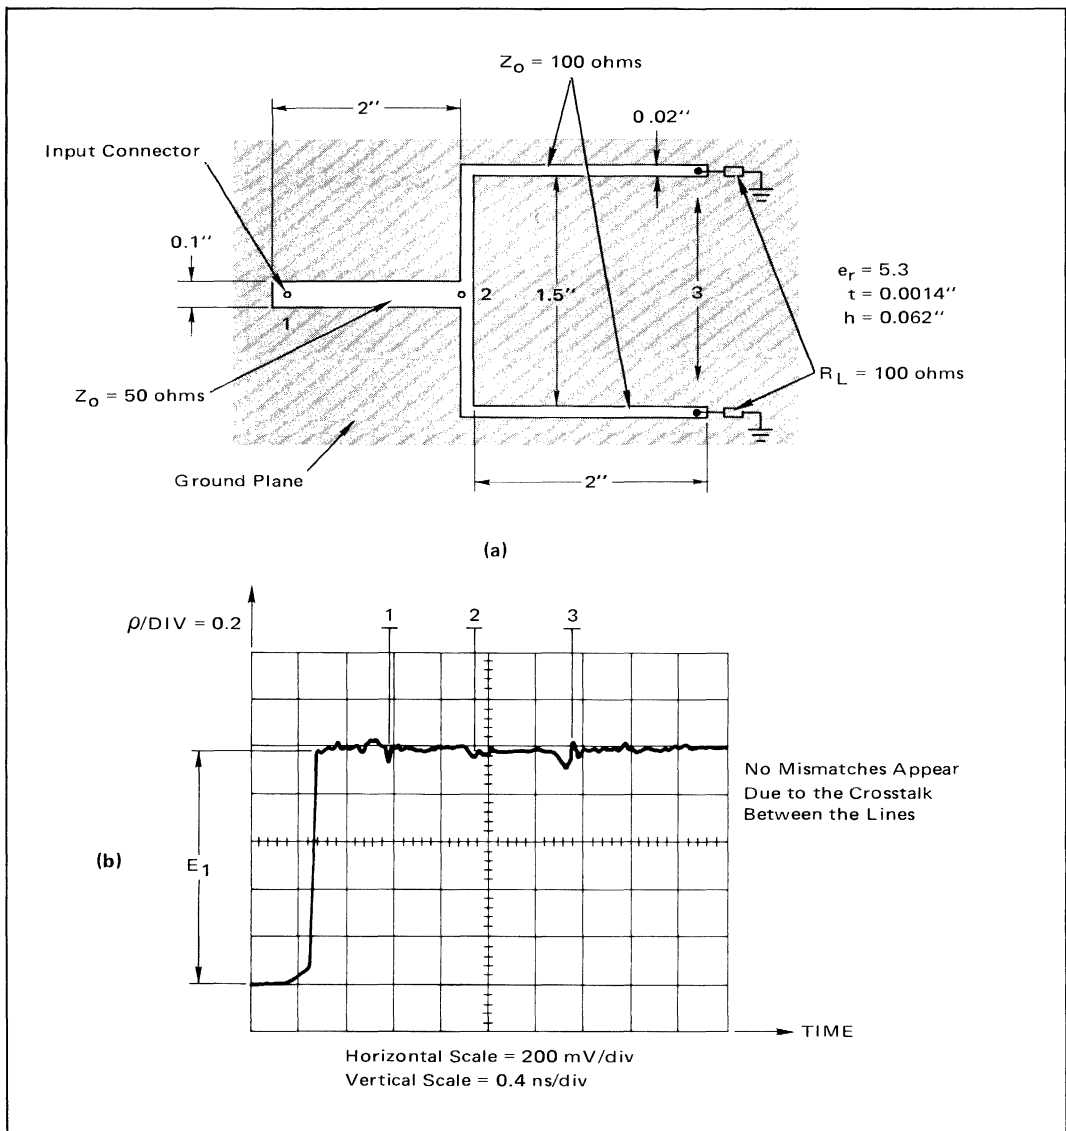 Zo = 100 ohms
2″
0.02″
Input Connector
0.1″
er = 5.3
t = 0.0014″
h = 0.062″
1
2
1.5″
3
Zo = 50 ohms
RL = 100 ohms
Ground Plane
2″
(a)
ρ/DIV = 0.2
1
2
3
No Mismatches Appear
Due to the Crosstalk
Between the Lines
(b)
E1
TIME
Horizontal Scale = 200 mV/div
Vertical Scale = 0.4 ns/div